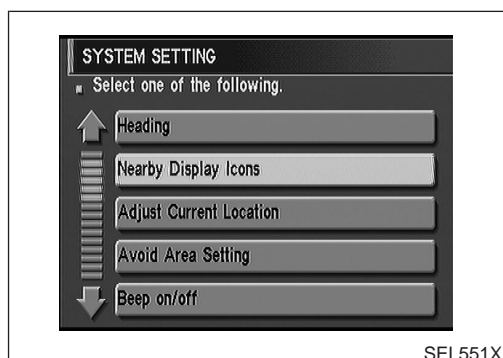 SYSTEM SETTING
Select one of the following.
Heading
Nearby Display Icons
Adjust Current Location
Avoid Area Setting
Beep on/off
SEL551X